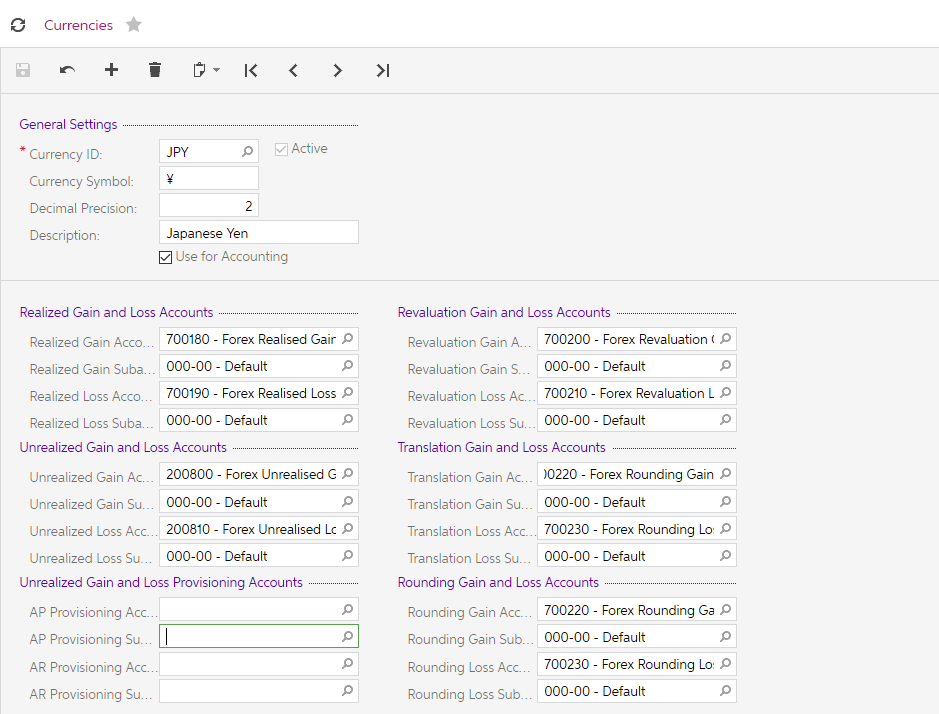 Currencies
General Settings
* Currency ID: JPY Active
Currency Symbol: ¥
Decimal Precision: 2
Description: Japanese Yen
Use for Accounting
Realized Gain and Loss Accounts
Realized Gain Acco... 700180 - Forex Realised Gain
Realized Gain Suba... 000-00 - Default
Realized Loss Acco... 700190 - Forex Realised Loss
Realized Loss Suba... 000-00 - Default
Unrealized Gain and Loss Accounts
Unrealized Gain Ac... 200800 - Forex Unrealised G
Unrealized Gain Su... 000-00 - Default
Unrealized Loss Acc... 200810 - Forex Unrealised Lo
Unrealized Loss Su... 000-00 - Default
Unrealized Gain and Loss Provisioning Accounts
AP Provisioning Acc...
AP Provisioning Su...
AR Provisioning Acc...
AR Provisioning Su...
Revaluation Gain and Loss Accounts
Revaluation Gain A... 700200 - Forex Revaluation
Revaluation Gain S... 000-00 - Default
Revaluation Loss Ac... 700210 - Forex Revaluation L
Revaluation Loss Su... 000-00 - Default
Translation Gain and Loss Accounts
Translation Gain Ac... 00220 - Forex Rounding Gain
Translation Gain Su... 000-00 - Default
Translation Loss Acc... 700230 - Forex Rounding Lo
Translation Loss Su... 000-00 - Default
Rounding Gain and Loss Accounts
Rounding Gain Acc... 700220 - Forex Rounding Ga
Rounding Gain Sub... 000-00 - Default
Rounding Loss Acc... 700230 - Forex Rounding Lo
Rounding Loss Sub... 000-00 - Default